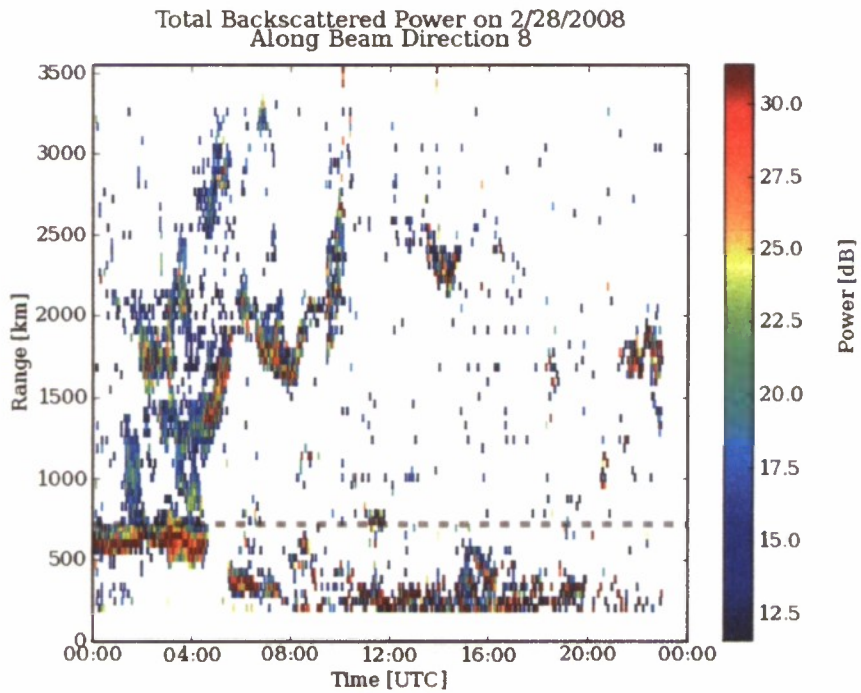 Total Backscattered Power on 2/28/2008
Along Beam Direction 8
3500
3000
2500
2000
1500
1000
500
0
Range [km]
00:00 04:00 08:00 12:00 16:00 20:00 00:00
Time [UTC]
30.0
27.5
25.0
22.5
20.0
17.5
15.0
12.5
Power [dB]